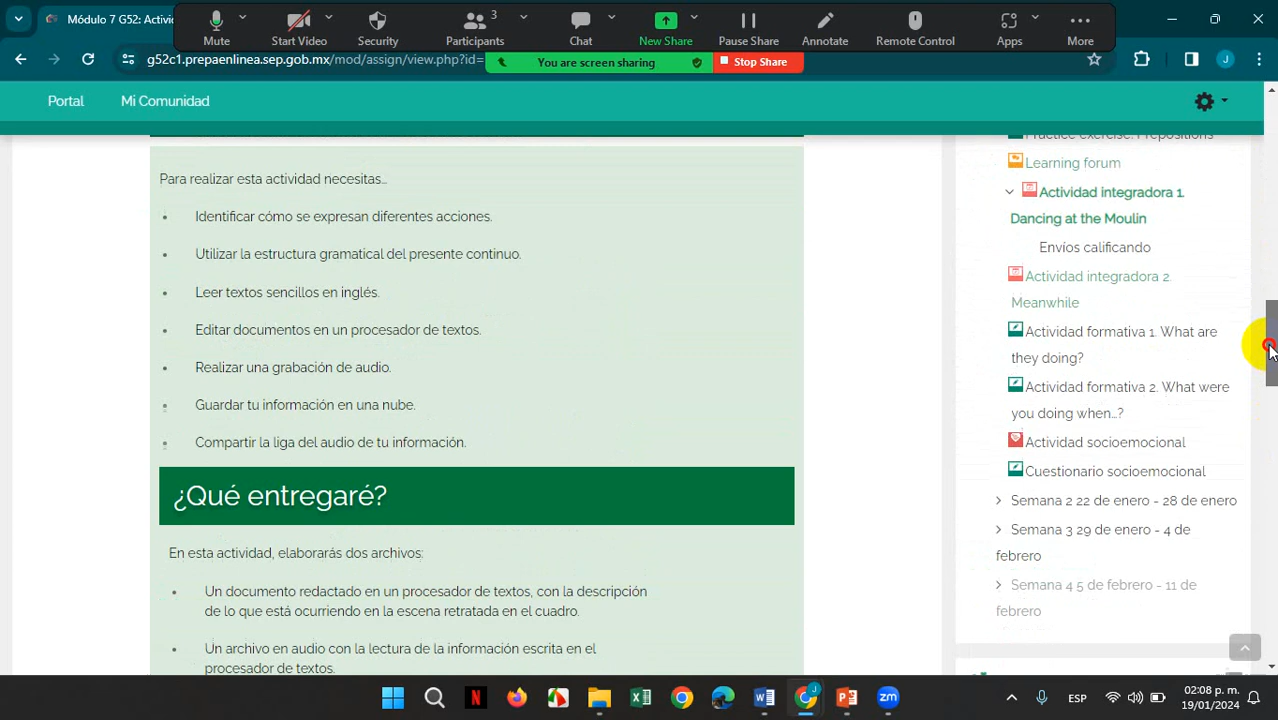 Módulo 7 G52: Activi
Mute
Start Video
Security
3
Participants
Chat
New Share
Pause Share
Annotate
Remote Control
Apps
More
g52c1.prepaenlinea.sep.gob.mx/mod/assign/view.php?id=
You are screen sharing
Stop Share
J
Portal
Mi Comunidad
Para realizar esta actividad necesitas...
Identificar cómo se expresan diferentes acciones.
Utilizar la estructura gramatical del presente continuo.
Leer textos sencillos en inglés.
Editar documentos en un procesador de textos.
Realizar una grabación de audio.
Guardar tu información en una nube.
Compartir la liga del audio de tu información.
¿Qué entregaré?
En esta actividad, elaborarás dos archivos:
Un documento redactado en un procesador de textos, con la descripción
de lo que está ocurriendo en la escena retratada en el cuadro.
Un archivo en audio con la lectura de la información escrita en el
procesador de textos.
Practice exercise. Prepositions
Learning forum
Actividad integradora 1.
Dancing at the Moulin
Envíos calificando
Actividad integradora 2.
Meanwhile
Actividad formativa 1. What are
they doing?
Actividad formativa 2. What were
you doing when...?
Actividad socioemocional
Cuestionario socioemocional
Semana 2 22 de enero - 28 de enero
Semana 3 29 de enero - 4 de
febrero
Semana 4 5 de febrero - 11 de
febrero
ESP
02:08 p. m.
19/01/2024